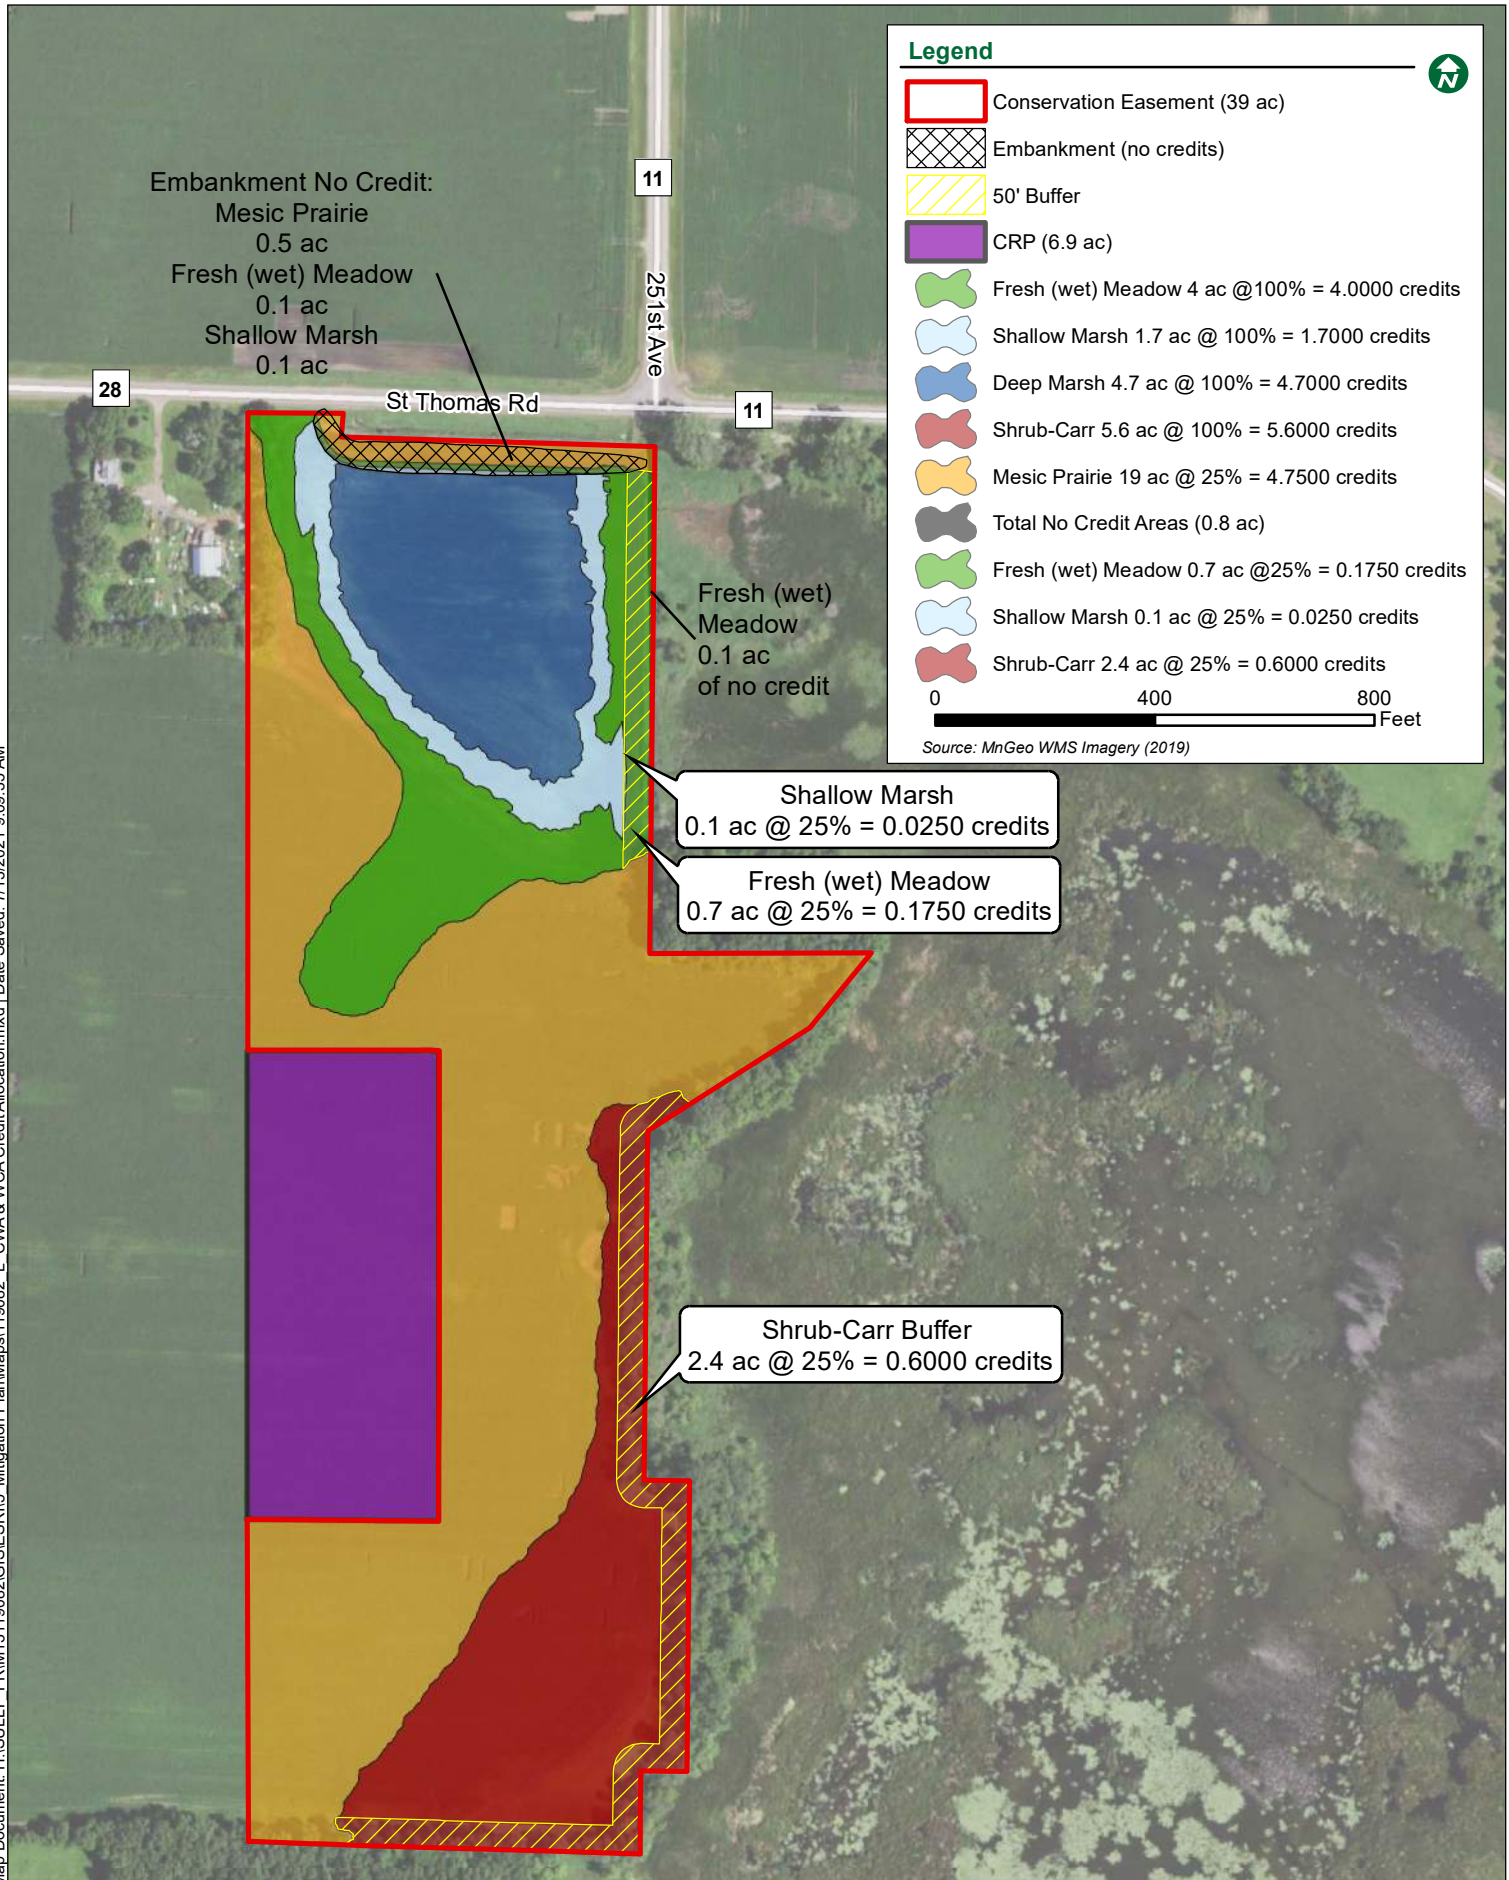 Legend
N
Conservation Easement (39 ac)
Embankment (no credits)
50' Buffer
CRP (6.9 ac)
Fresh (wet) Meadow 4 ac @100% = 4.0000 credits
Shallow Marsh 1.7 ac @ 100% = 1.7000 credits
Deep Marsh 4.7 ac @ 100% = 4.7000 credits
Shrub-Carr 5.6 ac @ 100% = 5.6000 credits
Mesic Prairie 19 ac @ 25% = 4.7500 credits
Total No Credit Areas (0.8 ac)
Fresh (wet) Meadow 0.7 ac @25% = 0.1750 credits
Shallow Marsh 0.1 ac @ 25% = 0.0250 credits
Shrub-Carr 2.4 ac @ 25% = 0.6000 credits
0 400 800
Feet
Source: MnGeo WMS Imagery (2019)
Embankment No Credit:
Mesic Prairie
0.5 ac
Fresh (wet) Meadow
0.1 ac
Shallow Marsh
0.1 ac
11
251st Ave
28
St Thomas Rd
11
Fresh (wet)
Meadow
0.1 ac
of no credit
Shallow Marsh
0.1 ac @ 25% = 0.0250 credits
Fresh (wet) Meadow
0.7 ac @ 25% = 0.1750 credits
Shrub-Carr Buffer
2.4 ac @ 25% = 0.6000 credits